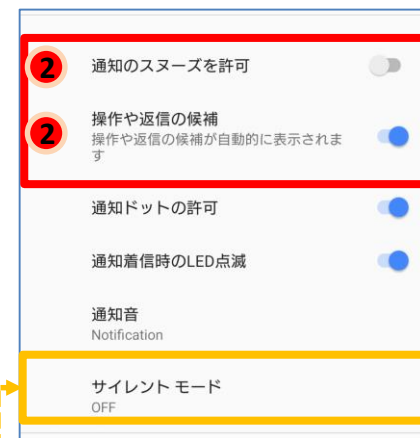 2 通知のスヌーズを許可
2 操作や返信の候補
操作や返信の候補が自動的に表示されま
す
通知ドットの許可
通知着信時のLED点滅
通知音
Notification
サイレント モード
OFF